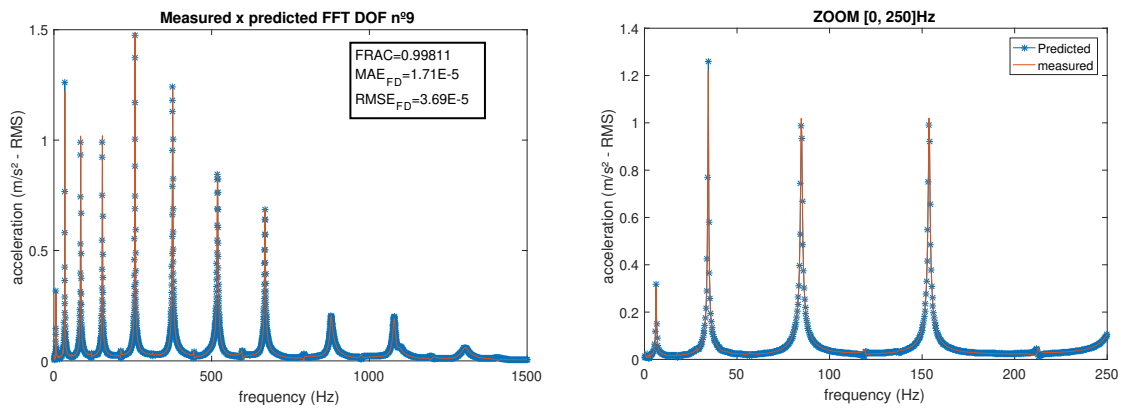 Measured x predicted FFT DOF nº9
1.5
1
0.5
0
0
500
1000
1500
acceleration (m/s² - RMS)
frequency (Hz)
FRAC=0.99811
MAE_FD=1.71E-5
RMSE_FD=3.69E-5
ZOOM [0, 250]Hz
1.4
1.2
1
0.8
0.6
0.4
0.2
0
0
50
100
150
200
250
acceleration (m/s² - RMS)
frequency (Hz)
Predicted
measured